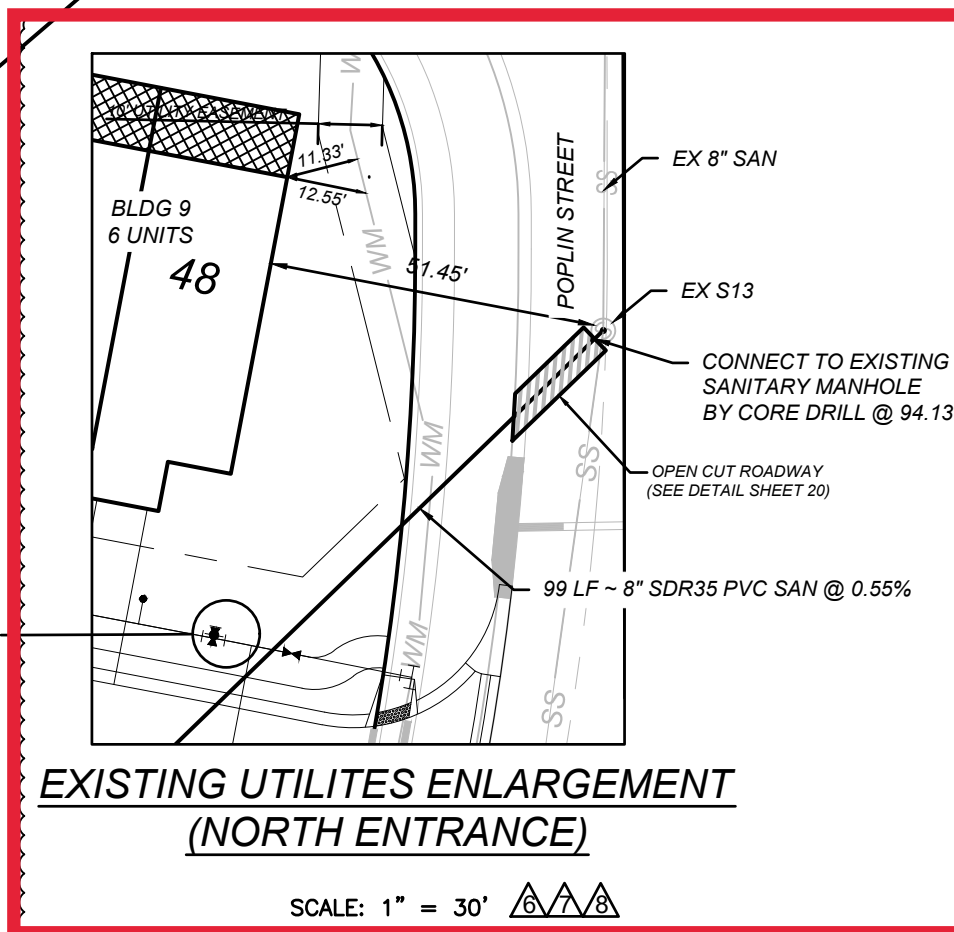 W
10' UTILITY EASEMENT
11.33'
12.55'
BLDG 9
6 UNITS
48
WM
51.45'
POPLIN STREET
SS
EX 8" SAN
EX S13
CONNECT TO EXISTING
SANITARY MANHOLE
BY CORE DRILL @ 94.13
WM
SS
OPEN CUT ROADWAY
(SEE DETAIL SHEET 20)
99 LF ~ 8" SDR35 PVC SAN @ 0.55%
WM
SS
EXISTING UTILITES ENLARGEMENT
(NORTH ENTRANCE)
SCALE: 1" = 30' 6 7 8